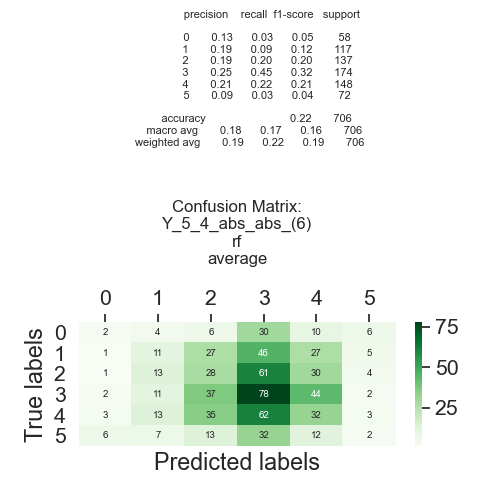 precision recall f1-score support
0 0.13 0.03 0.05 58
1 0.19 0.09 0.12 117
2 0.19 0.20 0.20 137
3 0.25 0.45 0.32 174
4 0.21 0.22 0.21 148
5 0.09 0.03 0.04 72
accuracy 0.22 706
macro avg 0.18 0.17 0.16 706
weighted avg 0.19 0.22 0.19 706
Confusion Matrix:
Y_5_4_abs_abs_(6)
rf
average
0 1 2 3 4 5
True labels
0 2 4 6 30 10 6
1 1 11 27 46 27 5
2 1 13 28 61 30 4
3 2 11 37 78 44 2
4 3 13 35 62 32 3
5 6 7 13 32 12 2
Predicted labels
75
50
25